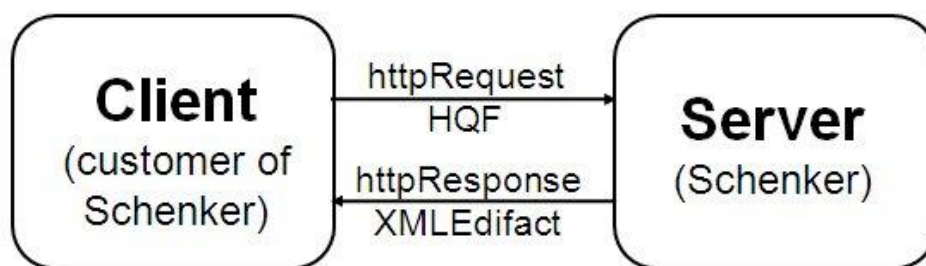 Client
(customer of
Schenker)
httpRequest
HQF
httpResponse
XMLEdifact
Server
(Schenker)